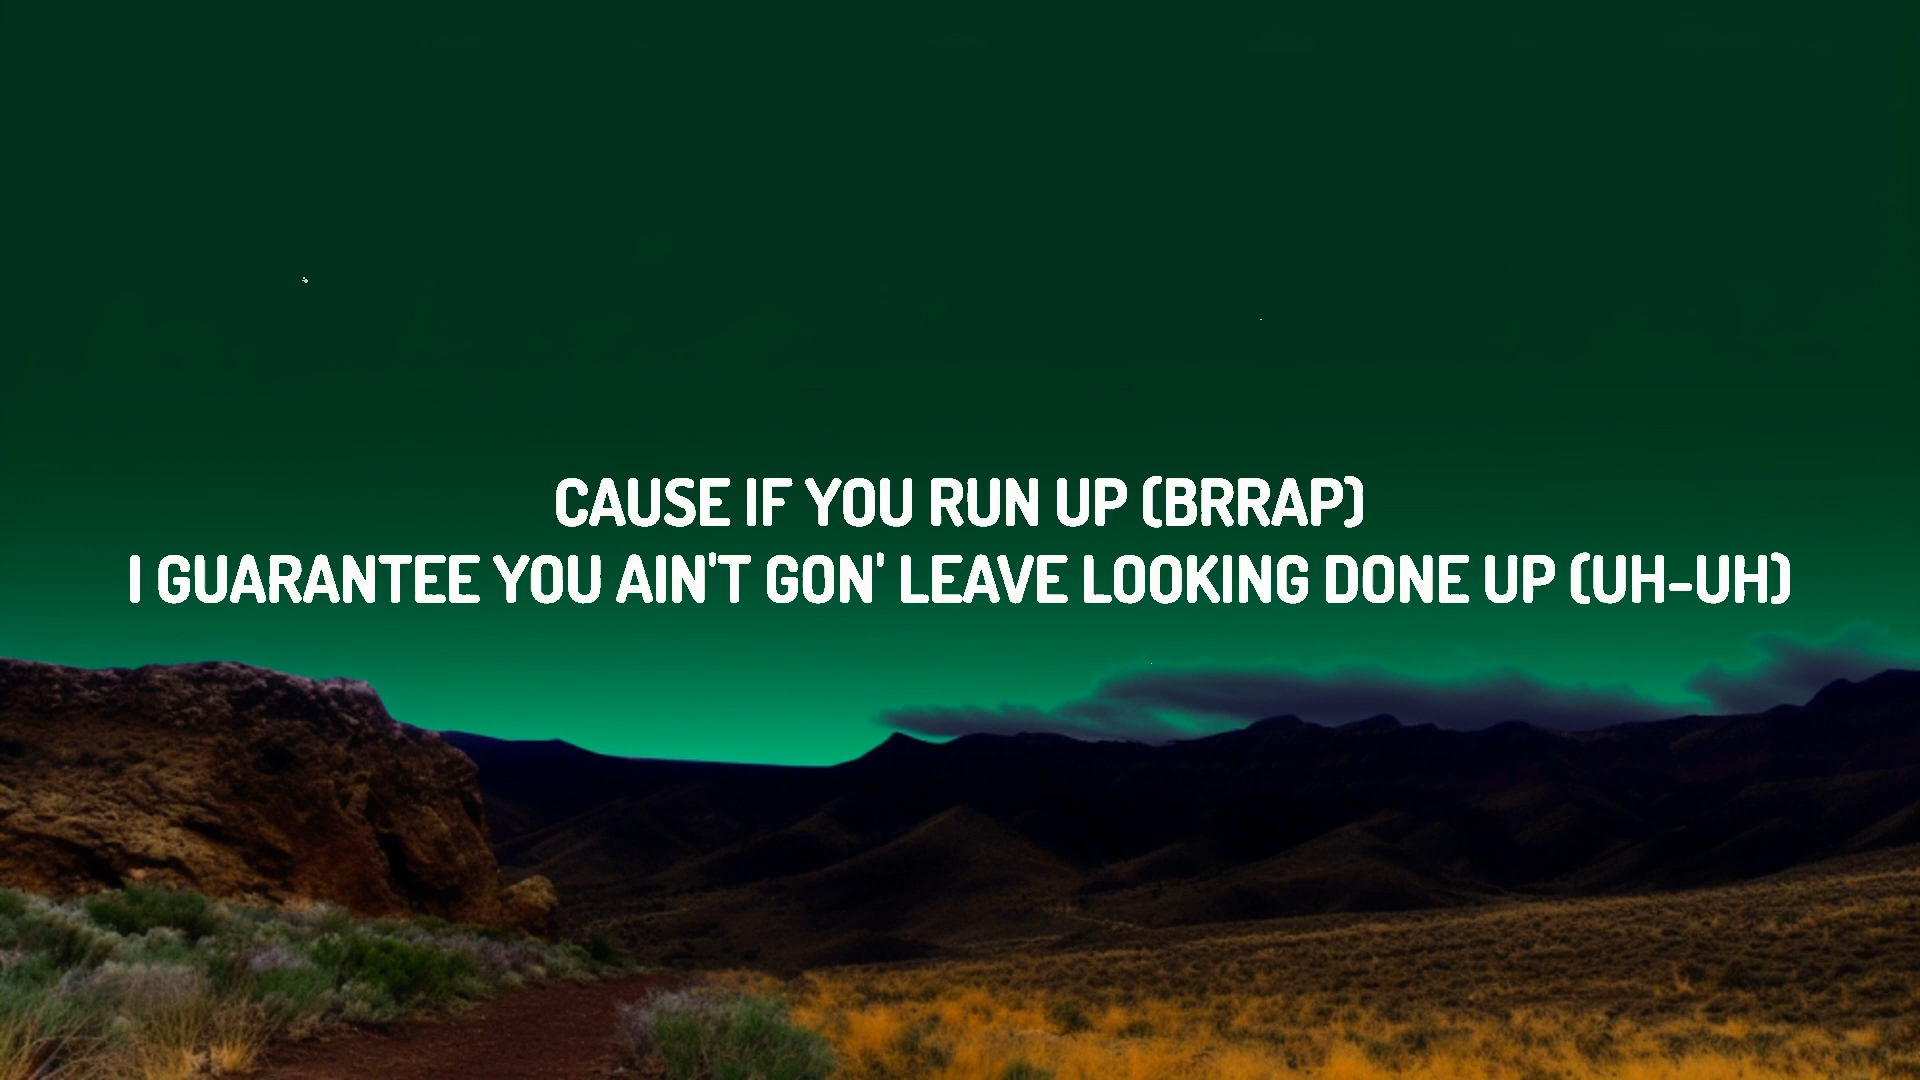 CAUSE IF YOU RUN UP (BRRAP)
I GUARANTEE YOU AIN'T GON' LEAVE LOOKING DONE UP (UH-UH)